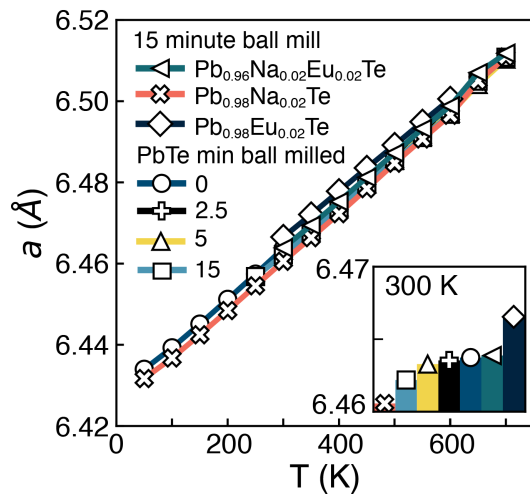 6.52
6.50
6.48
6.46
6.44
6.42
a (Å)
15 minute ball mill
Pb0.96Na0.02Eu0.02Te
Pb0.98Na0.02Te
Pb0.98Eu0.02Te
PbTe min ball milled
0
2.5
5
15
6.47
300 K
6.46
0 200 400 600
T (K)